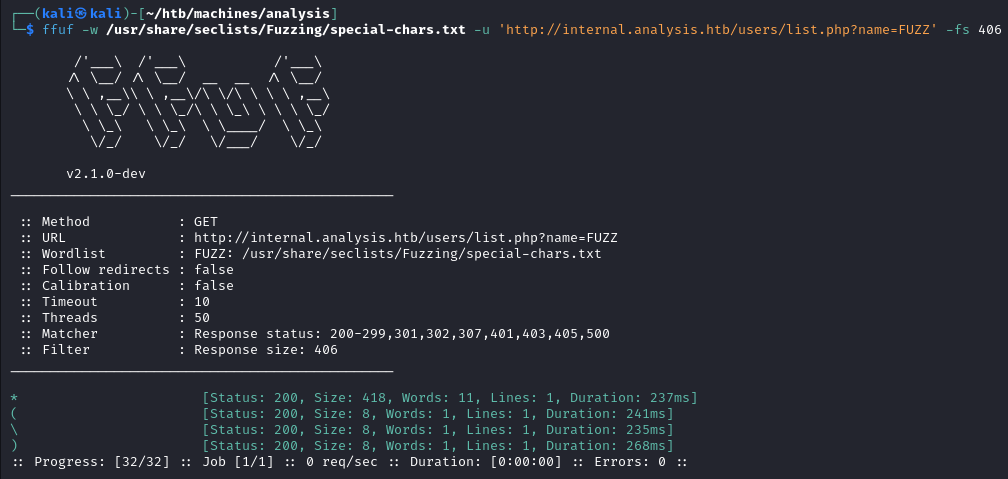 ┌──(kali㉿kali)-[~/htb/machines/analysis]
└─$ ffuf -w /usr/share/seclists/Fuzzing/special-chars.txt -u 'http://internal.analysis.htb/users/list.php?name=FUZZ' -fs 406
        /'___\  /'___\           /'___\
       /\ \__/ /\ \__/  __  __  /\ \__/
       \ \ ,__\\ \ ,__\/\ \/\ \ \ \ ,__\
        \ \ \_/ \ \ \_/\ \ \_\ \ \ \ \_/
         \ \_\   \ \_\  \ \____/  \ \_\
          \/_/    \/_/   \/___/    \/_/
       v2.1.0-dev
________________________________________________
 :: Method           : GET
 :: URL              : http://internal.analysis.htb/users/list.php?name=FUZZ
 :: Wordlist         : FUZZ: /usr/share/seclists/Fuzzing/special-chars.txt
 :: Follow redirects : false
 :: Calibration      : false
 :: Timeout          : 10
 :: Threads          : 50
 :: Matcher          : Response status: 200-299,301,302,307,401,403,405,500
 :: Filter           : Response size: 406
________________________________________________
*                       [Status: 200, Size: 418, Words: 11, Lines: 1, Duration: 237ms]
(                       [Status: 200, Size: 8, Words: 1, Lines: 1, Duration: 241ms]
\                       [Status: 200, Size: 8, Words: 1, Lines: 1, Duration: 235ms]
)                       [Status: 200, Size: 8, Words: 1, Lines: 1, Duration: 268ms]
:: Progress: [32/32] :: Job [1/1] :: 0 req/sec :: Duration: [0:00:00] :: Errors: 0 ::